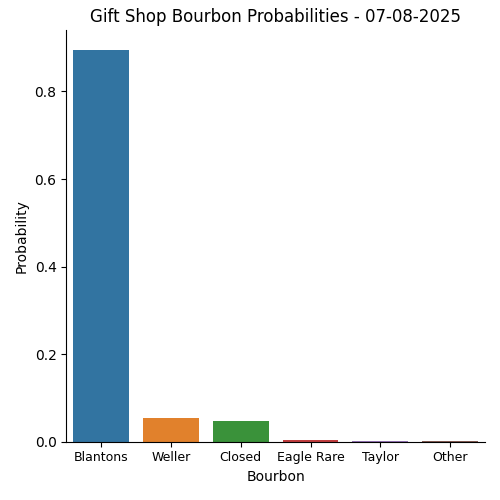 Gift Shop Bourbon Probabilities - 07-08-2025
Probability
0.8
0.6
0.4
0.2
0.0
Blantons Weller Closed Eagle Rare Taylor Other
Bourbon